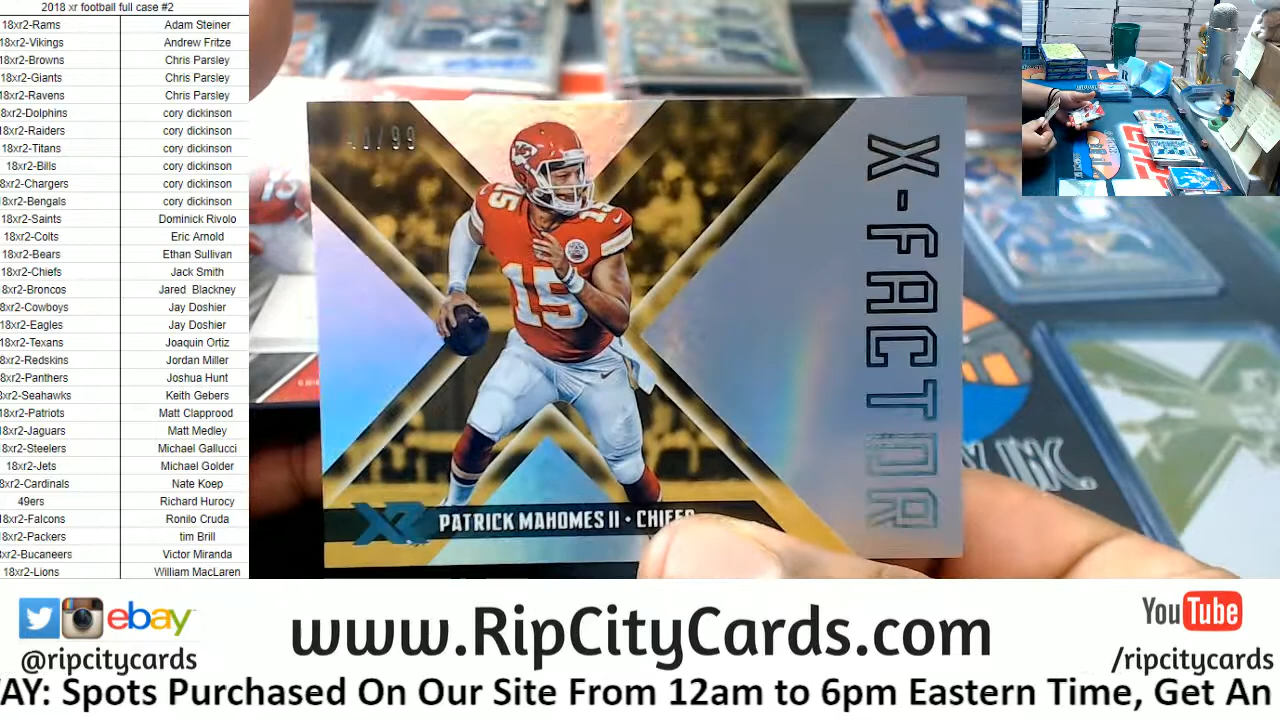 2018 xr football full case #2
18xr2-Rams Adam Steiner
18xr2-Vikings Andrew Fritze
18xr2-Browns Chris Parsley
18xr2-Giants Chris Parsley
18xr2-Ravens Chris Parsley
8xr2-Dolphins cory dickinson
18xr2-Raiders cory dickinson
18xr2-Titans cory dickinson
18xr2-Bills cory dickinson
8xr2-Chargers cory dickinson
8xr2-Bengals cory dickinson
18xr2-Saints Dominick Rivolo
18xr2-Colts Eric Arnold
18xr2-Bears Ethan Sullivan
18xr2-Chiefs Jack Smith
8xr2-Broncos Jared Blackney
8xr2-Cowboys Jay Doshier
18xr2-Eagles Jay Doshier
18xr2-Texans Joaquin Ortiz
8xr2-Redskins Jordan Miller
8xr2-Panthers Joshua Hunt
xr2-Seahawks Keith Gebers
8xr2-Patriots Matt Clapprood
8xr2-Jaguars Matt Medley
8xr2-Steelers Michael Gallucci
18xr2-Jets Michael Golder
8xr2-Cardinals Nate Koep
49ers Richard Hurocy
18xr2-Falcons Ronilo Cruda
8xr2-Packers tim Brill
xr2-Bucaneers Victor Miranda
18xr2-Lions William MacLaren
/99
X-FACTOR
15
15
15
XR PATRICK MAHOMES II • CHIEFS
ebay
www.RipCityCards.com
YouTube
@ripcitycards
/ripcitycards
WAY: Spots Purchased On Our Site From 12am to 6pm Eastern Time, Get An